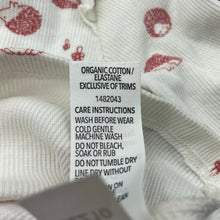 ORGANIC COTTON/
ELASTANE
EXCLUSIVE OF TRIMS
1482043
CARE INSTRUCTIONS
WASH BEFORE WEAR
COLD GENTLE
MACHINE WASH
DO NOT BLEACH,
SOAK OR RUB
DO NOT TUMBLE DRY
LINE DRY WITHOUT